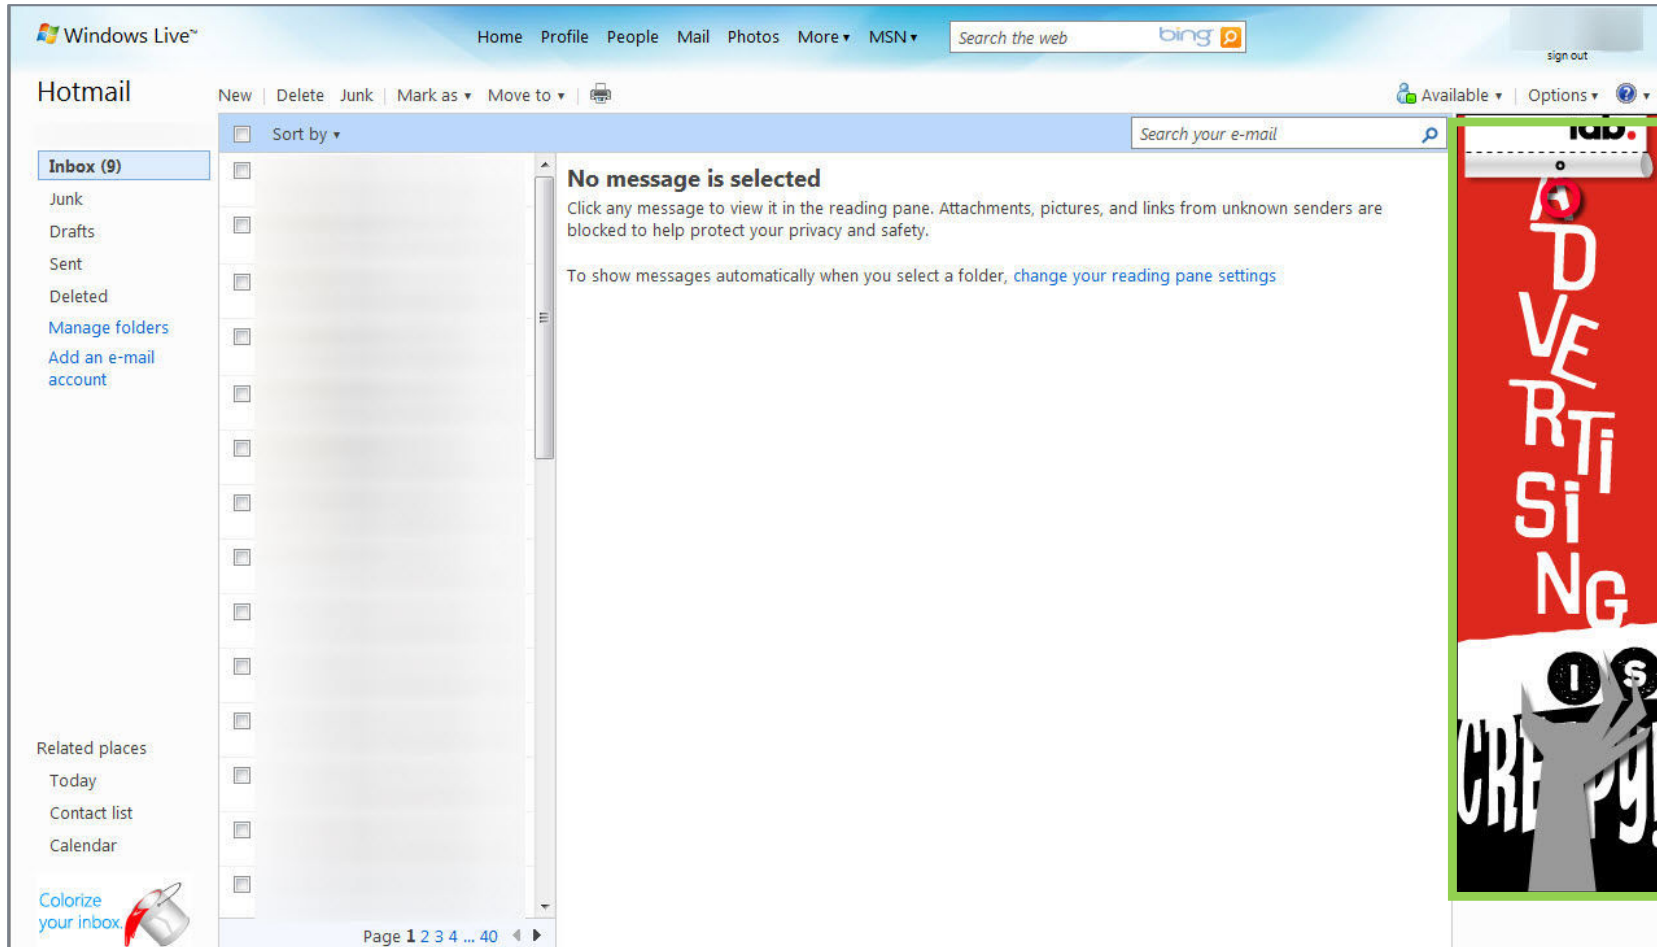 Windows Live™
Home Profile People Mail Photos More MSN
Search the web
bing
sign out
Hotmail
New Delete Junk Mark as Move to
Available Options
Sort by
Search your e-mail
iab.
Inbox (9)
Junk
Drafts
Sent
Deleted
Manage folders
Add an e-mail
account
No message is selected
Click any message to view it in the reading pane. Attachments, pictures, and links from unknown senders are
blocked to help protect your privacy and safety.
To show messages automatically when you select a folder, change your reading pane settings
ADVERTISING
IS
CREEPY!
Related places
Today
Contact list
Calendar
Colorize
your inbox.
Page 1 2 3 4 ... 40